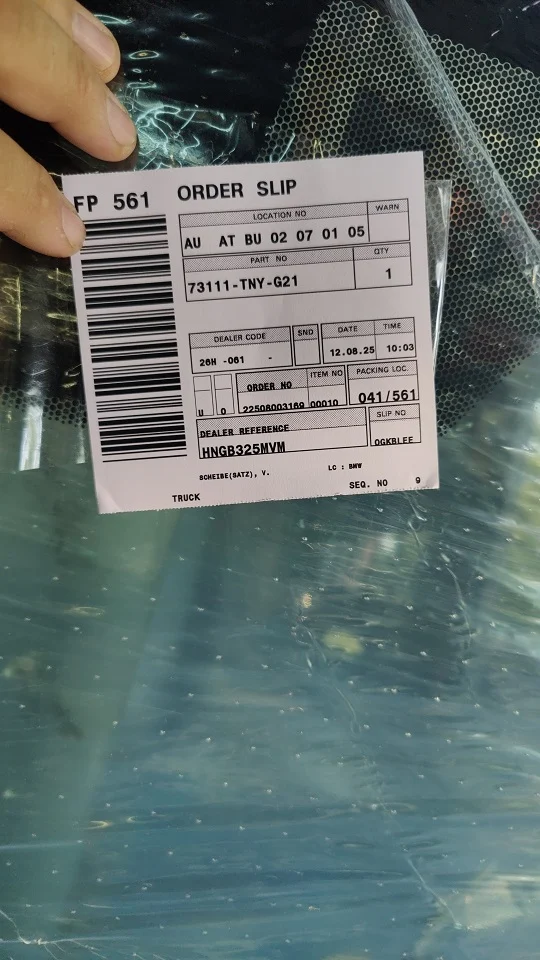 FP 561 ORDER SLIP
LOCATION NO WARN
AU AT BU 02 07 01 05
PART NO QTY
73111-TNY-G21 1
DEALER CODE SND DATE TIME
26H -061 - 12.08.25 10:03
ORDER NO ITEM NO PACKING LOC.
U O 22508003169 00010 041/561
DEALER REFERENCE SLIP NO
HNGB325MVM OGKBLEE
SCHEIBE(SATZ), V. LC : BMW
TRUCK SEQ. NO 9